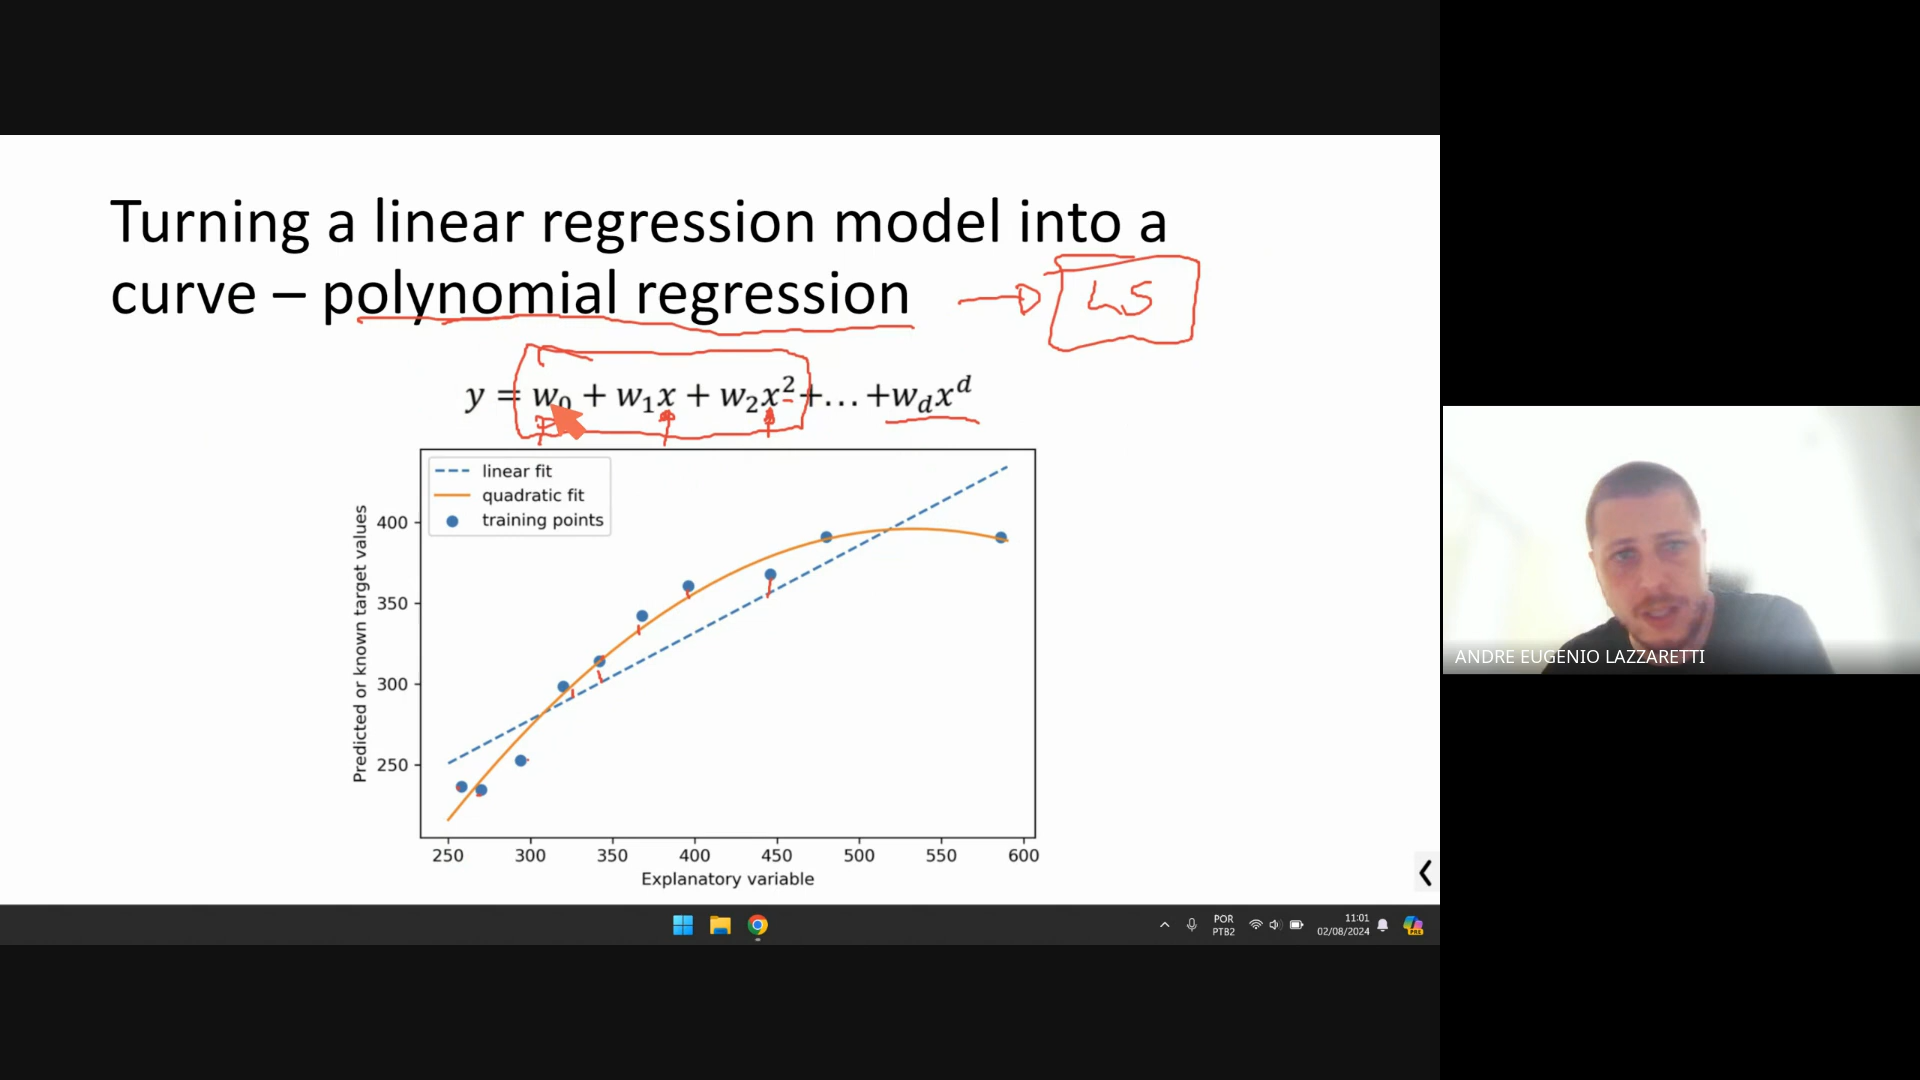 Turning a linear regression model into a
curve – polynomial regression
LS
y = w₀ + w₁x + w₂x² +...+w_dx^d
linear fit
quadratic fit
training points
Predicted or known target values
400
350
300
250
250 300 350 400 450 500 550 600
Explanatory variable
ANDRE EUGENIO LAZZARETTI
POR
PTB2
11:01
02/08/2024
PRE